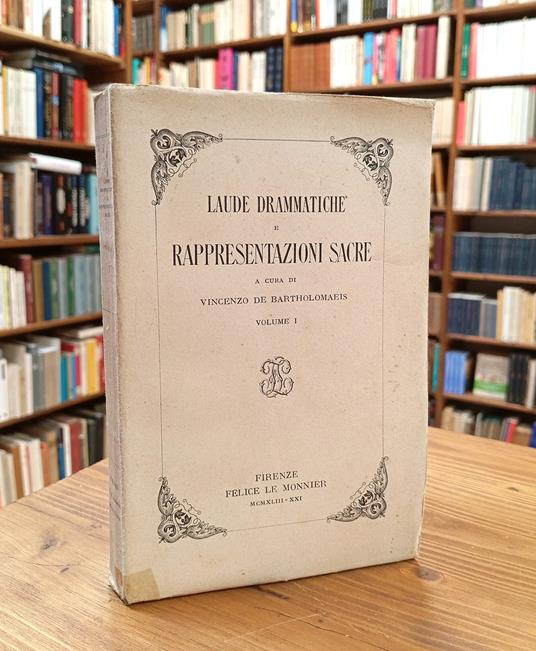 LAUDE DRAMMATICHE
E
RAPPRESENTAZIONI SACRE
A CURA DI
VINCENZO DE BARTHOLOMAEIS
VOLUME I
FIRENZE
FELICE LE MONNIER
MCMXLIII-XXI